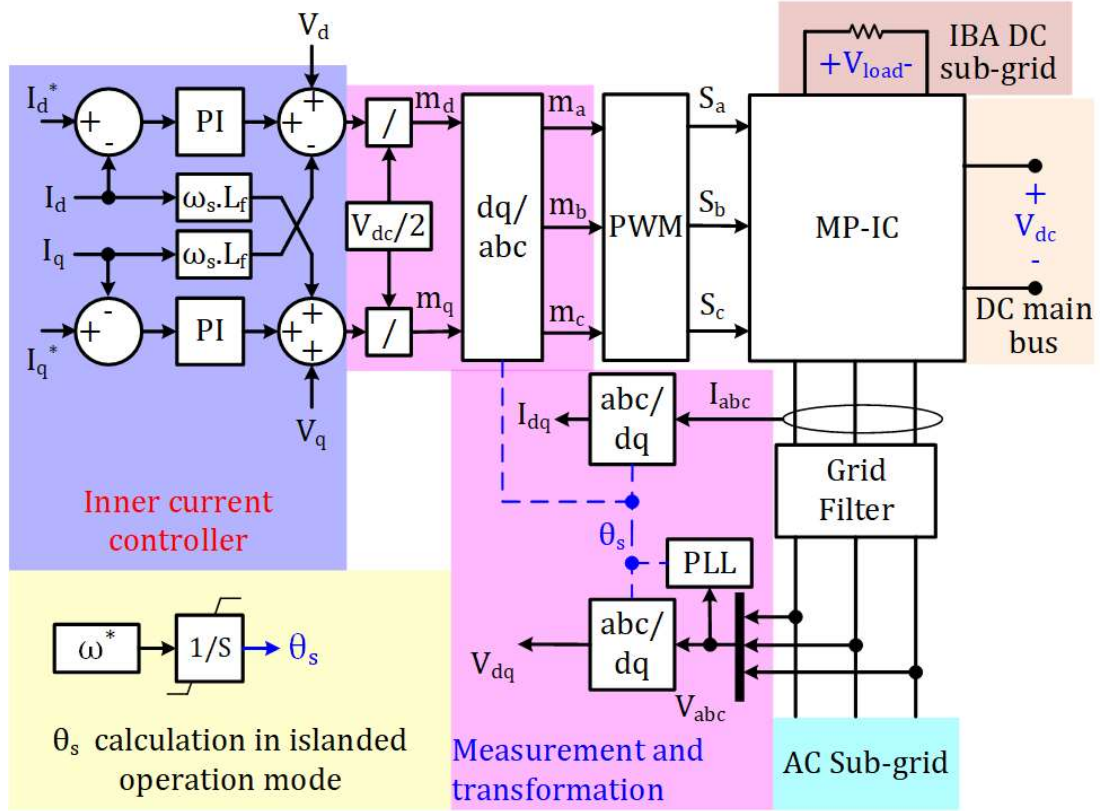 V_d
IBA DC
sub-grid
+V_load-
I_d^*
+
-
PI
+
+
-
/
m_d
m_a
S_a
I_d
ω_s.L_f
V_dc/2
dq/
abc
m_b
PWM
S_b
MP-IC
+
V_dc
-
I_q
ω_s.L_f
+
-
PI
+
+
+
/
m_q
m_c
S_c
DC main
bus
I_q^*
V_q
I_dq
abc/
dq
I_abc
Inner current
controller
Grid
Filter
θ_s
PLL
ω^*
1/S
θ_s
abc/
dq
V_dq
V_abc
θ_s calculation in islanded
operation mode
Measurement and
transformation
AC Sub-grid